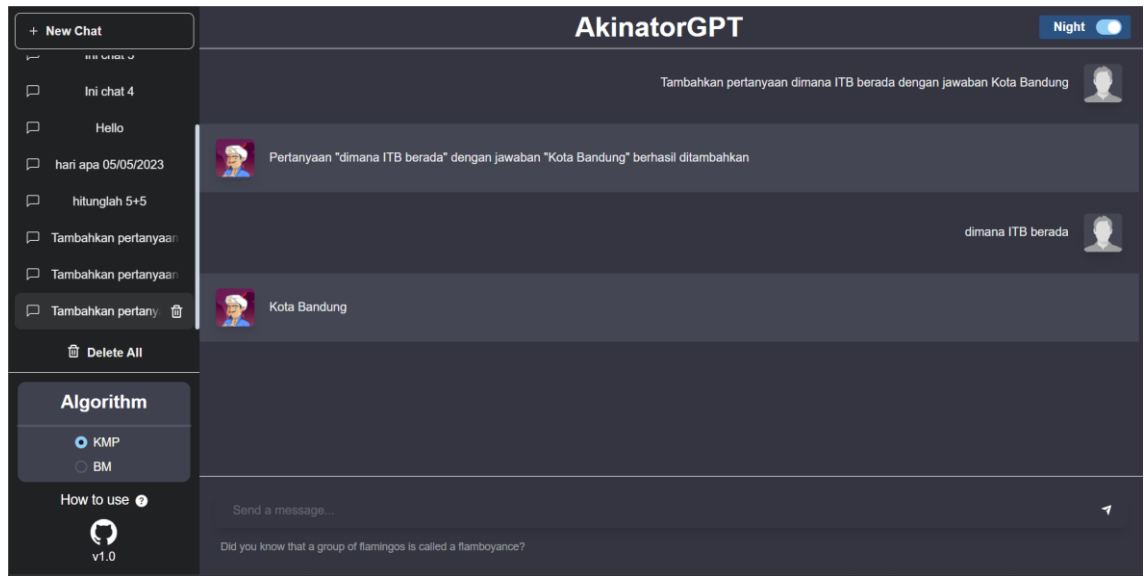 + New Chat
AkinatorGPT
Night
Ini chat 4
Hello
hari apa 05/05/2023
hitunglah 5+5
Tambahkan pertanyaan
Tambahkan pertanyaan
Tambahkan pertany
Delete All
Algorithm
KMP
BM
How to use ?
v1.0
Tambahkan pertanyaan dimana ITB berada dengan jawaban Kota Bandung
Pertanyaan "dimana ITB berada" dengan jawaban "Kota Bandung" berhasil ditambahkan
dimana ITB berada
Kota Bandung
Send a message...
Did you know that a group of flamingos is called a flamboyance?